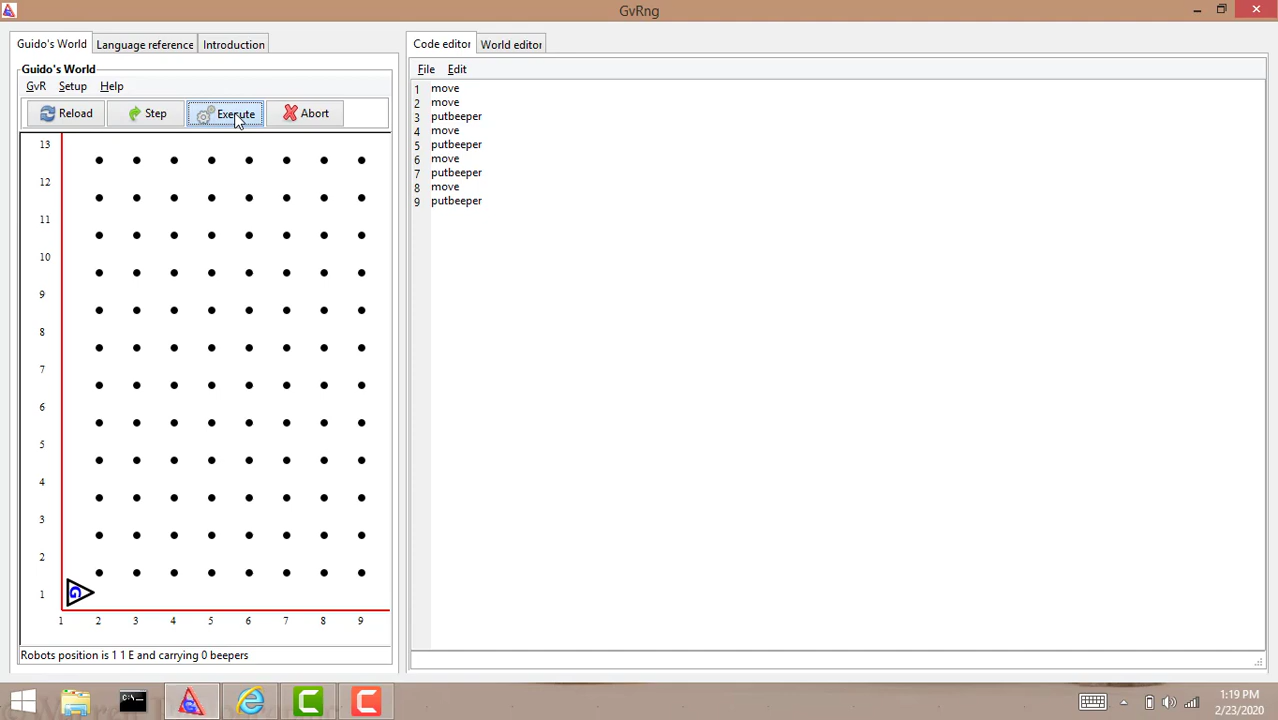 GvRng
Guido's World
Language reference
Introduction
Code editor
World editor
Guido's World
File
Edit
GvR
Setup
Help
Reload
Step
Execute
Abort
1 move
2 move
3 putbeeper
4 move
5 putbeeper
6 move
7 putbeeper
8 move
9 putbeeper
13
12
11
10
9
8
7
6
5
4
3
2
1
G
1 2 3 4 5 6 7 8 9
Robots position is 1 1 E and carrying 0 beepers
1:19 PM
2/23/2020